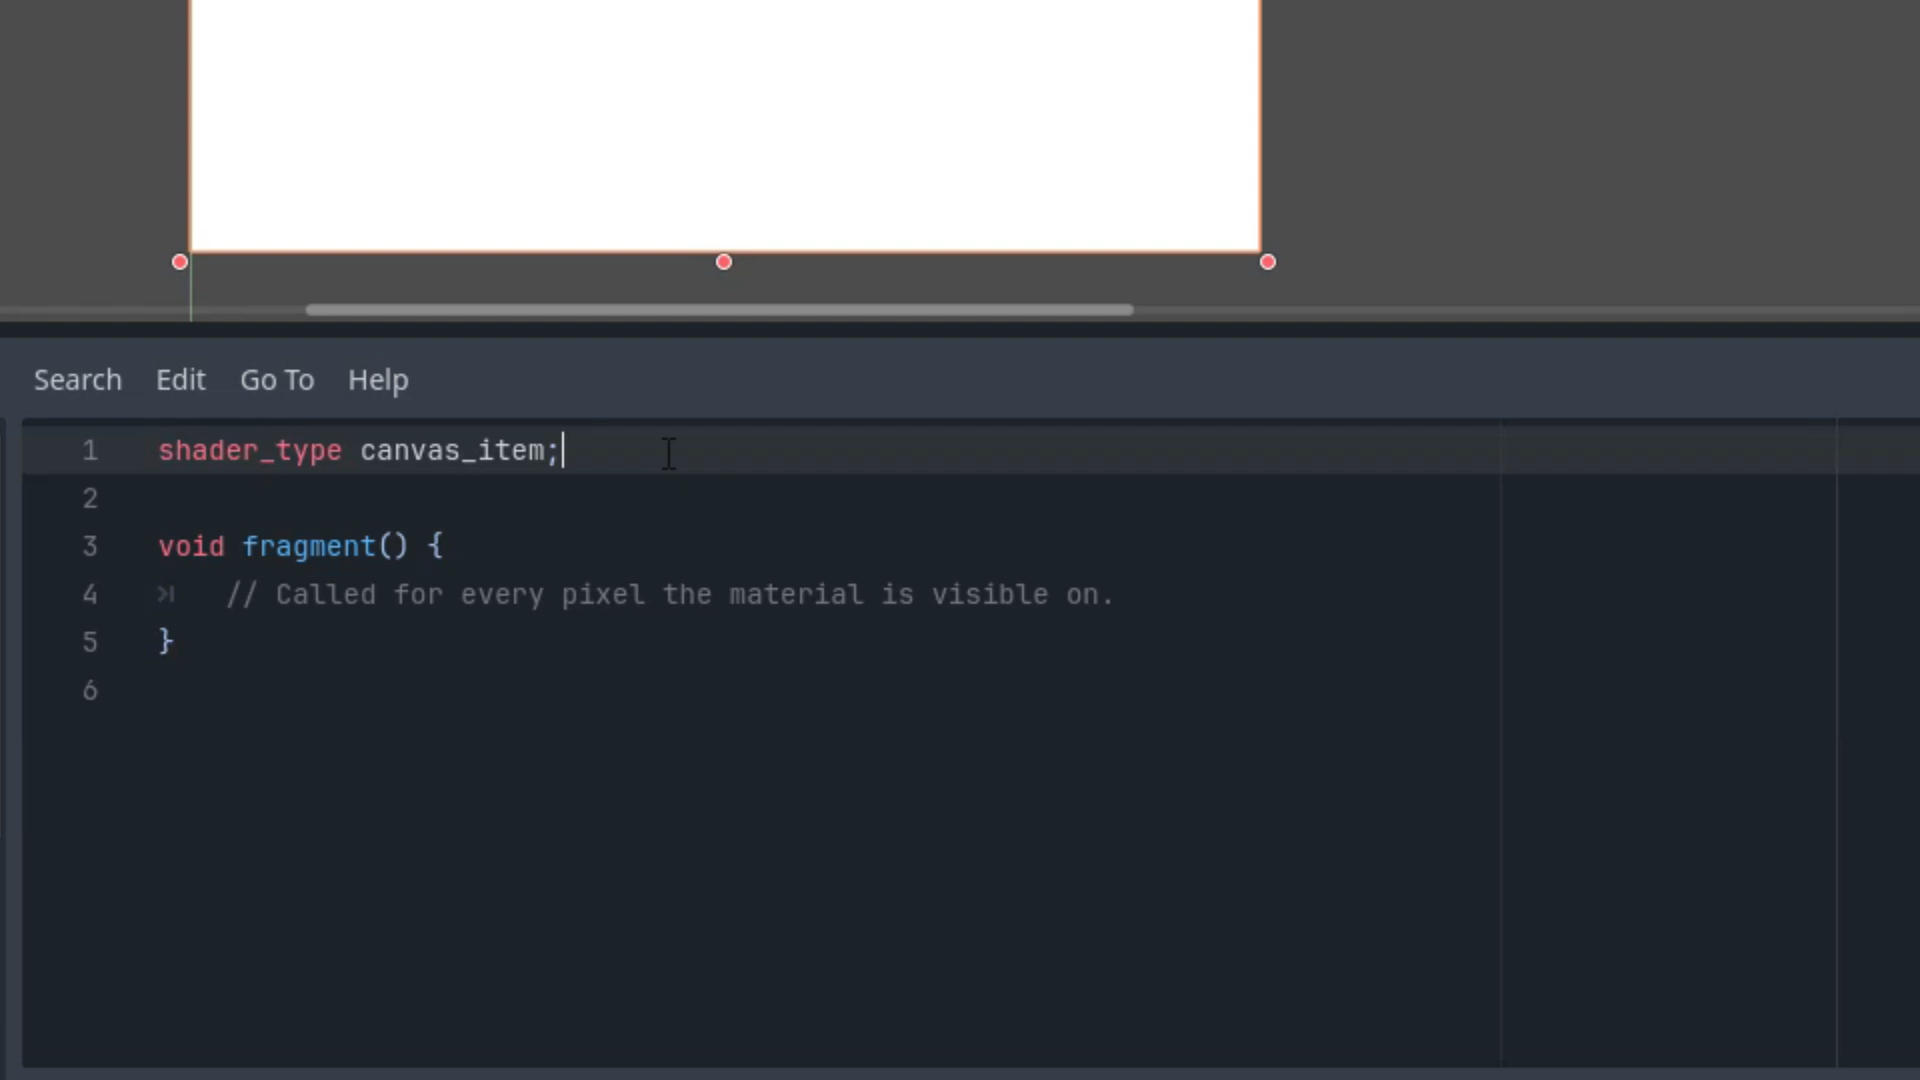 Search Edit Go To Help
1 shader_type canvas_item;
2
3 void fragment() {
4 // Called for every pixel the material is visible on.
5 }
6